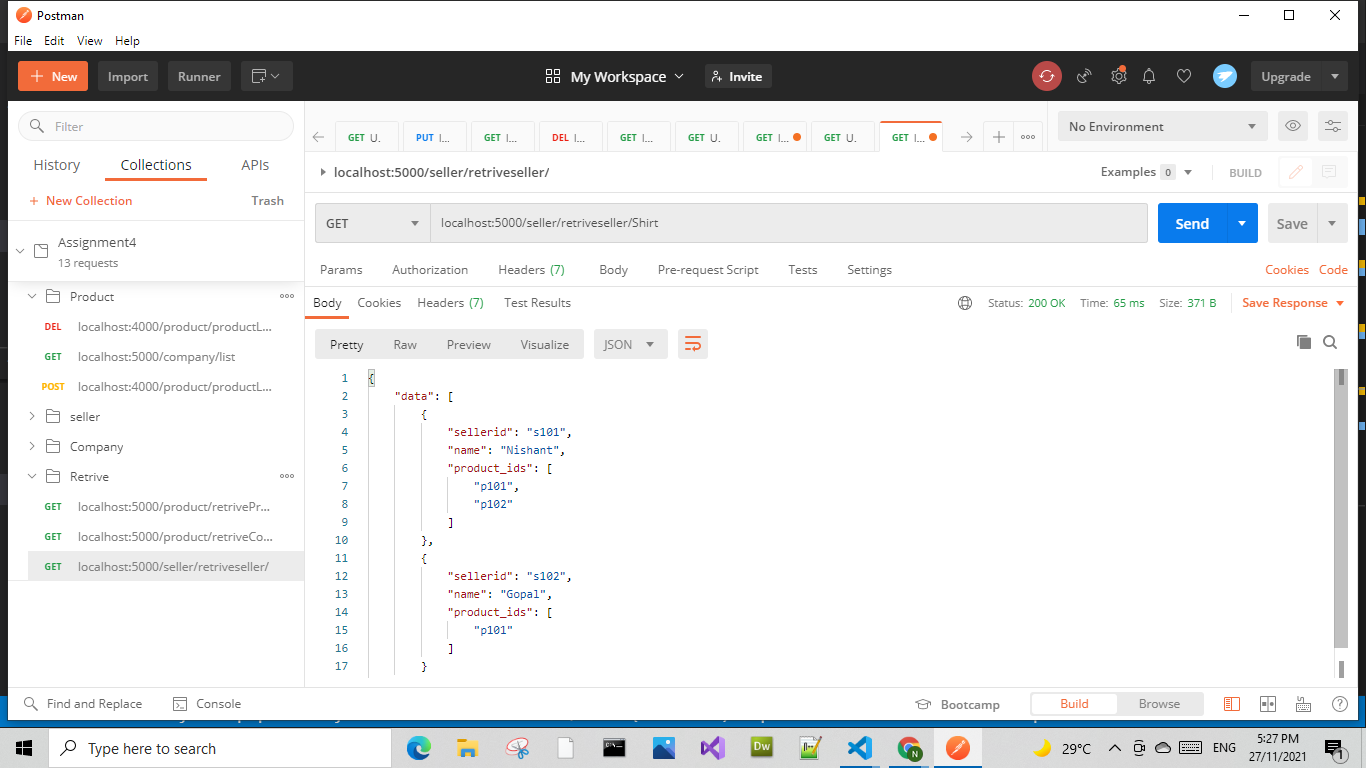 Postman
File Edit View Help
New Import Runner My Workspace Invite Upgrade
Filter
History Collections APIs
+ New Collection Trash
Assignment4
13 requests
Product
DEL localhost:4000/product/productL...
GET localhost:5000/company/list
POST localhost:4000/product/productL...
seller
Company
Retrive
GET localhost:5000/product/retrivePr...
GET localhost:5000/product/retriveCo...
GET localhost:5000/seller/retriveseller/
GET U. PUT I... GET I... DEL I... GET I... GET U. GET I... GET U. GET I...
No Environment
localhost:5000/seller/retriveseller/
Examples 0 BUILD
GET localhost:5000/seller/retriveseller/Shirt Send Save
Params Authorization Headers (7) Body Pre-request Script Tests Settings Cookies Code
Body Cookies Headers (7) Test Results Status: 200 OK Time: 65 ms Size: 371 B Save Response
Pretty Raw Preview Visualize JSON
1 {
2 "data": [
3 {
4 "sellerid": "s101",
5 "name": "Nishant",
6 "product_ids": [
7 "p101",
8 "p102"
9 ]
10 },
11 {
12 "sellerid": "s102",
13 "name": "Gopal",
14 "product_ids": [
15 "p101"
16 ]
17 }
Find and Replace Console Bootcamp Build Browse
Type here to search
Dw
N
29°C ENG
5:27 PM
27/11/2021
1